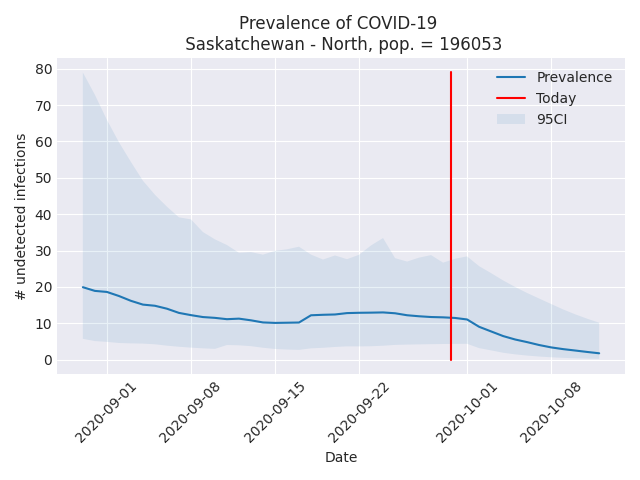 Prevalence of COVID-19
Saskatchewan - North, pop. = 196053
80
70
60
50
40
30
20
10
0
# undetected infections
Prevalence
Today
95CI
2020-09-01
2020-09-08
2020-09-15
2020-09-22
2020-10-01
2020-10-08
Date